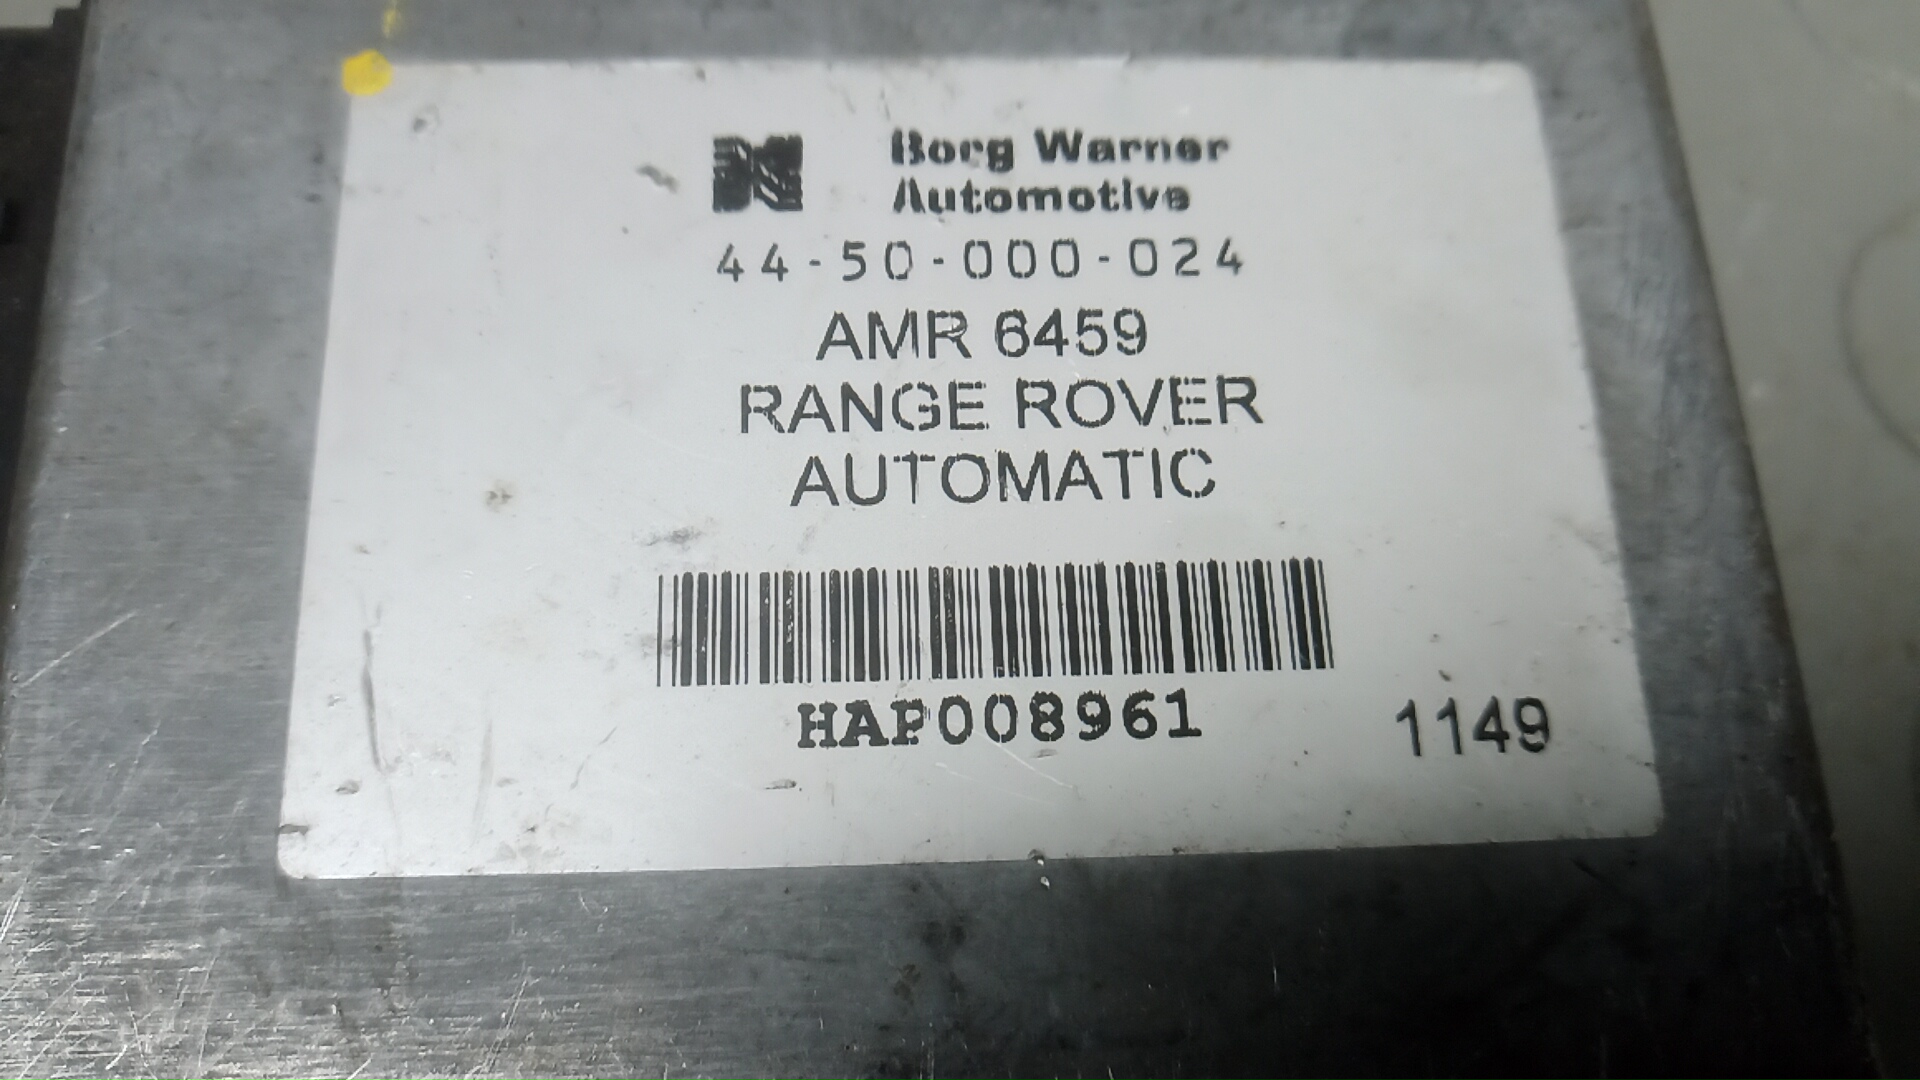 Borg Warner
Automotive
44-50-000-024
AMR 6459
RANGE ROVER
AUTOMATIC
HAP008961
1149